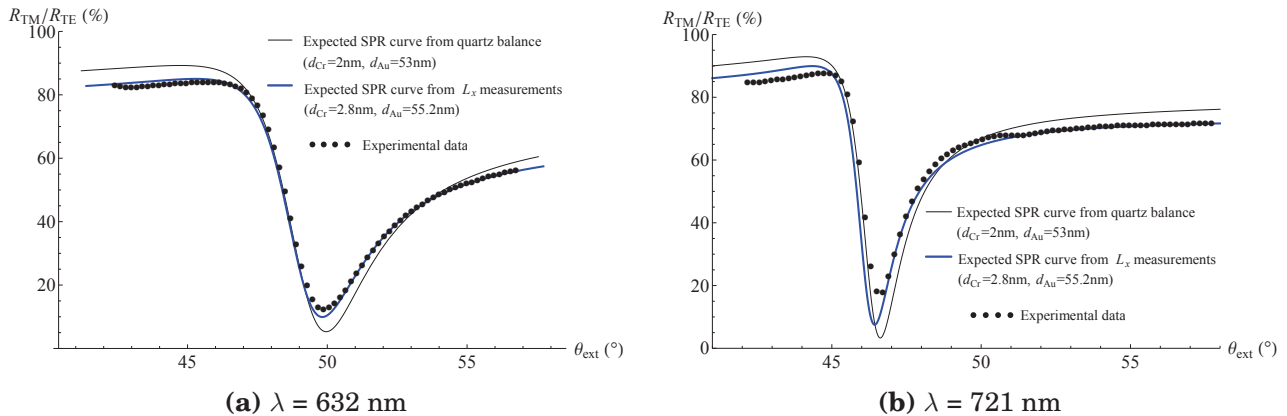 R_TM/R_TE (%)
100
80
60
40
20
45
50
55
θ_ext (°)
Expected SPR curve from quartz balance
(d_Cr=2nm, d_Au=53nm)
Expected SPR curve from L_x measurements
(d_Cr=2.8nm, d_Au=55.2nm)
Experimental data
(a) λ = 632 nm
R_TM/R_TE (%)
100
80
60
40
20
0
45
50
55
θ_ext (°)
Expected SPR curve from quartz balance
(d_Cr=2nm, d_Au=53nm)
Expected SPR curve from L_x measurements
(d_Cr=2.8nm, d_Au=55.2nm)
Experimental data
(b) λ = 721 nm